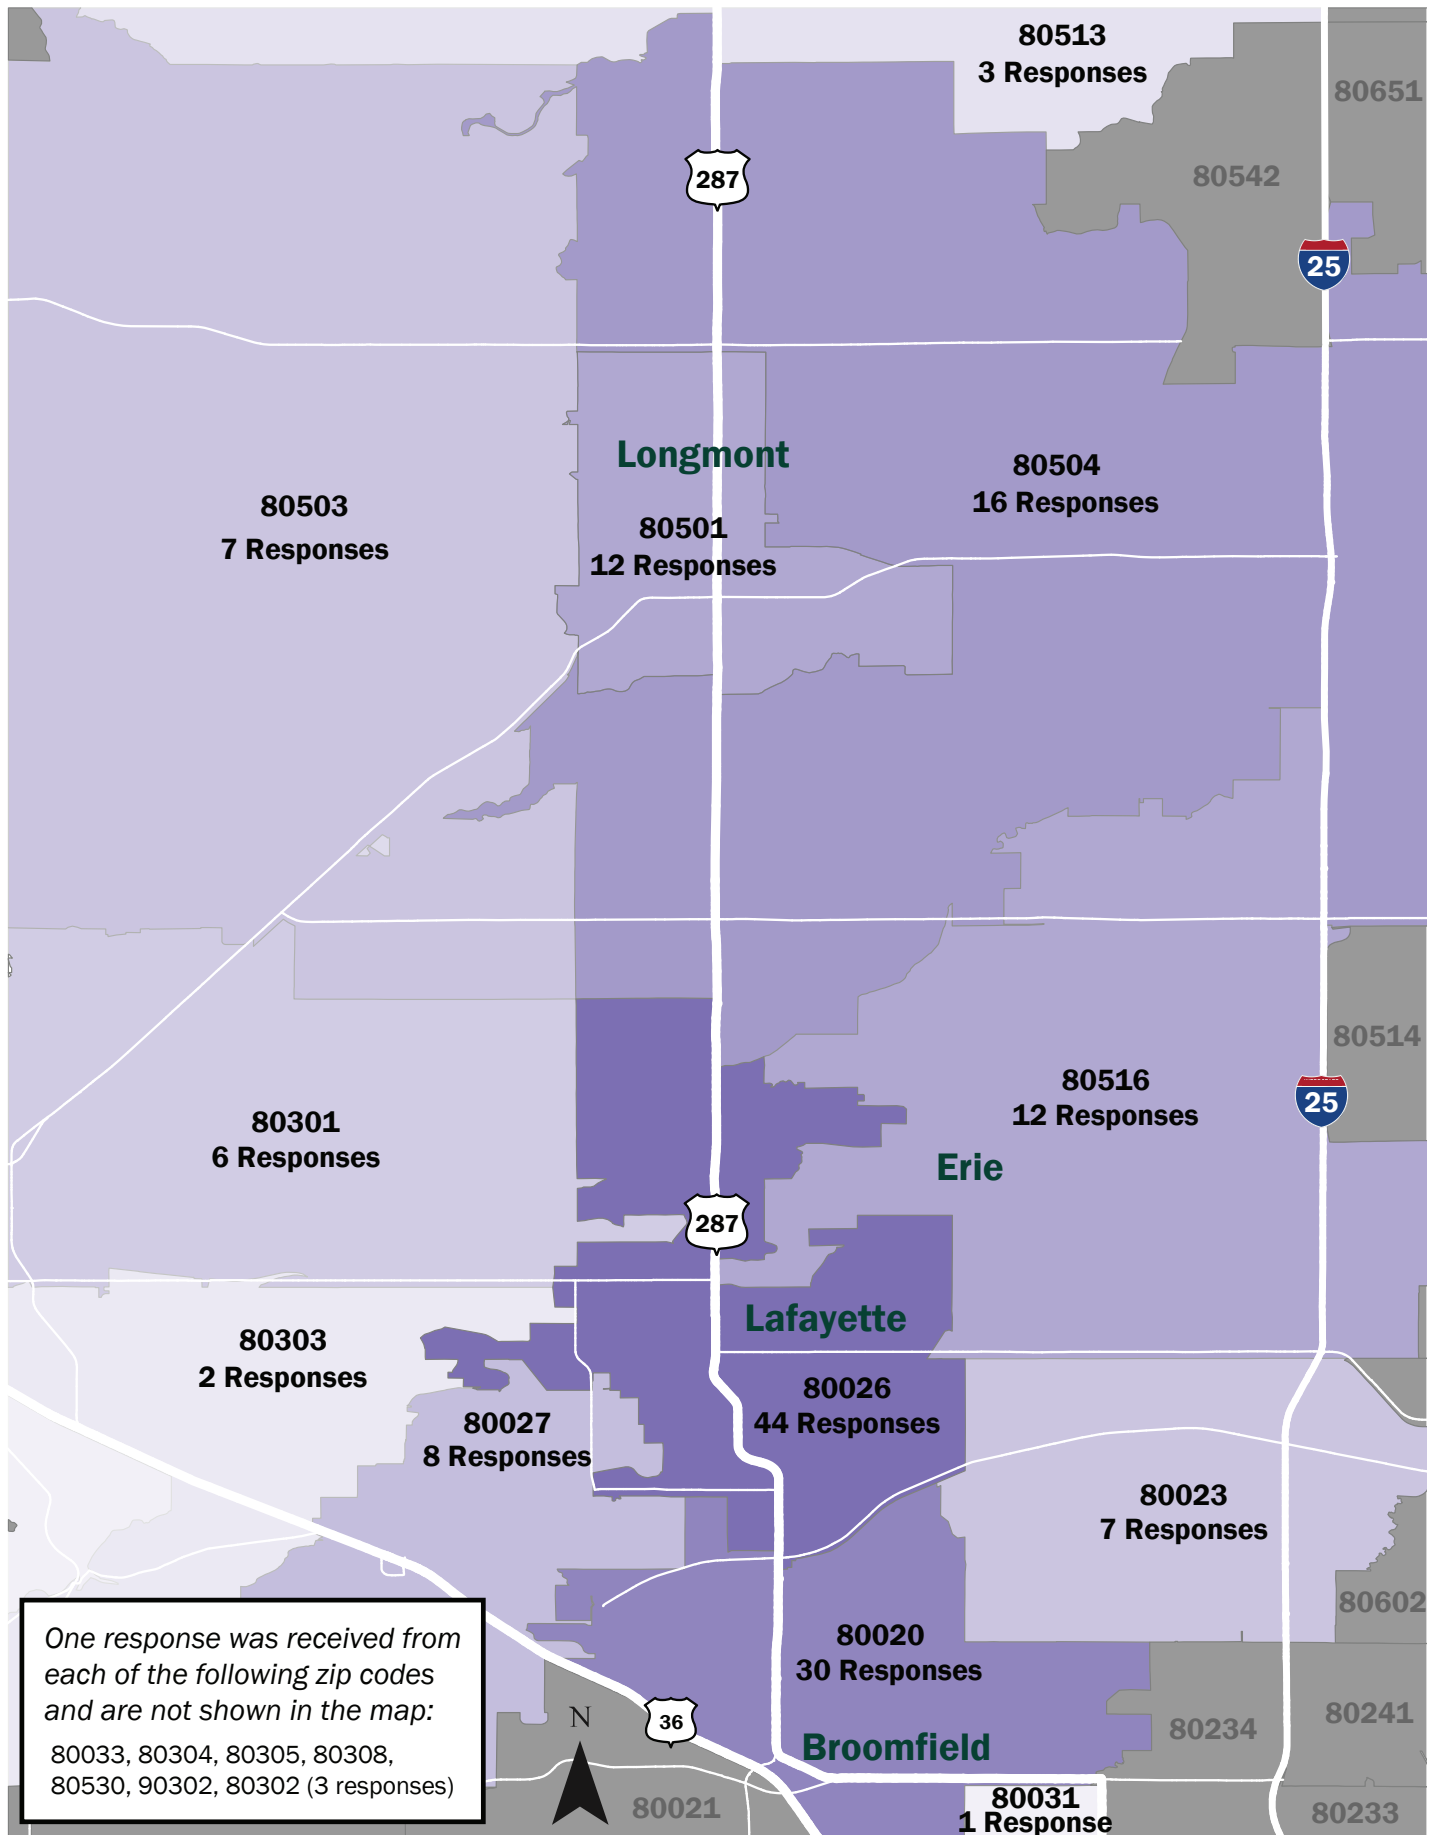 80513
3 Responses
80651
80542
287
25
Longmont
80504
16 Responses
80503
7 Responses
80501
12 Responses
80514
80516
12 Responses
25
80301
6 Responses
Erie
287
Lafayette
80303
2 Responses
80026
44 Responses
80027
8 Responses
80023
7 Responses
80602
80020
30 Responses
One response was received from
each of the following zip codes
and are not shown in the map:
80033, 80304, 80305, 80308,
80530, 90302, 80302 (3 responses)
N
36
80234
80241
Broomfield
80031
1 Response
80021
80233